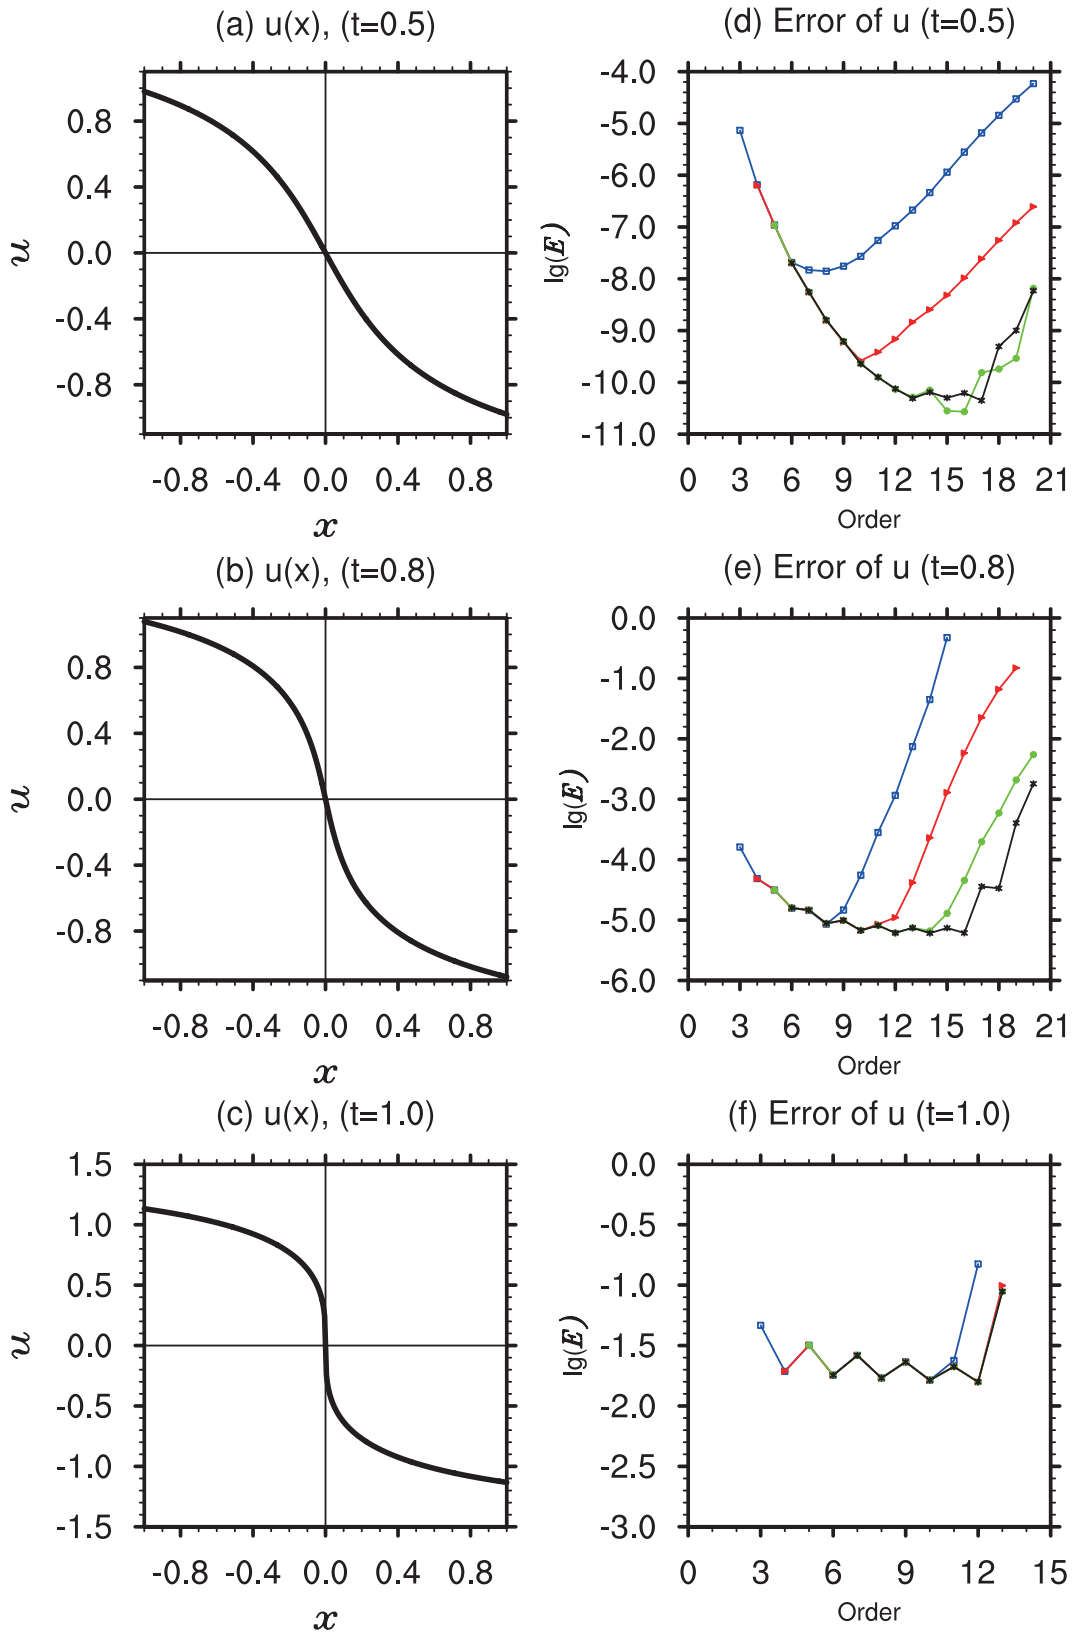 (a) u(x), (t=0.5)
0.8
0.4
0.0
-0.4
-0.8
u
-0.8 -0.4 0.0 0.4 0.8
x
(d) Error of u (t=0.5)
-4.0
-5.0
-6.0
-7.0
-8.0
-9.0
-10.0
-11.0
lg(E)
0 3 6 9 12 15 18 21
Order
(b) u(x), (t=0.8)
0.8
0.4
0.0
-0.4
-0.8
u
-0.8 -0.4 0.0 0.4 0.8
x
(e) Error of u (t=0.8)
0.0
-1.0
-2.0
-3.0
-4.0
-5.0
-6.0
lg(E)
0 3 6 9 12 15 18 21
Order
(c) u(x), (t=1.0)
1.5
1.0
0.5
0.0
-0.5
-1.0
-1.5
u
-0.8 -0.4 0.0 0.4 0.8
x
(f) Error of u (t=1.0)
0.0
-0.5
-1.0
-1.5
-2.0
-2.5
-3.0
lg(E)
0 3 6 9 12 15
Order